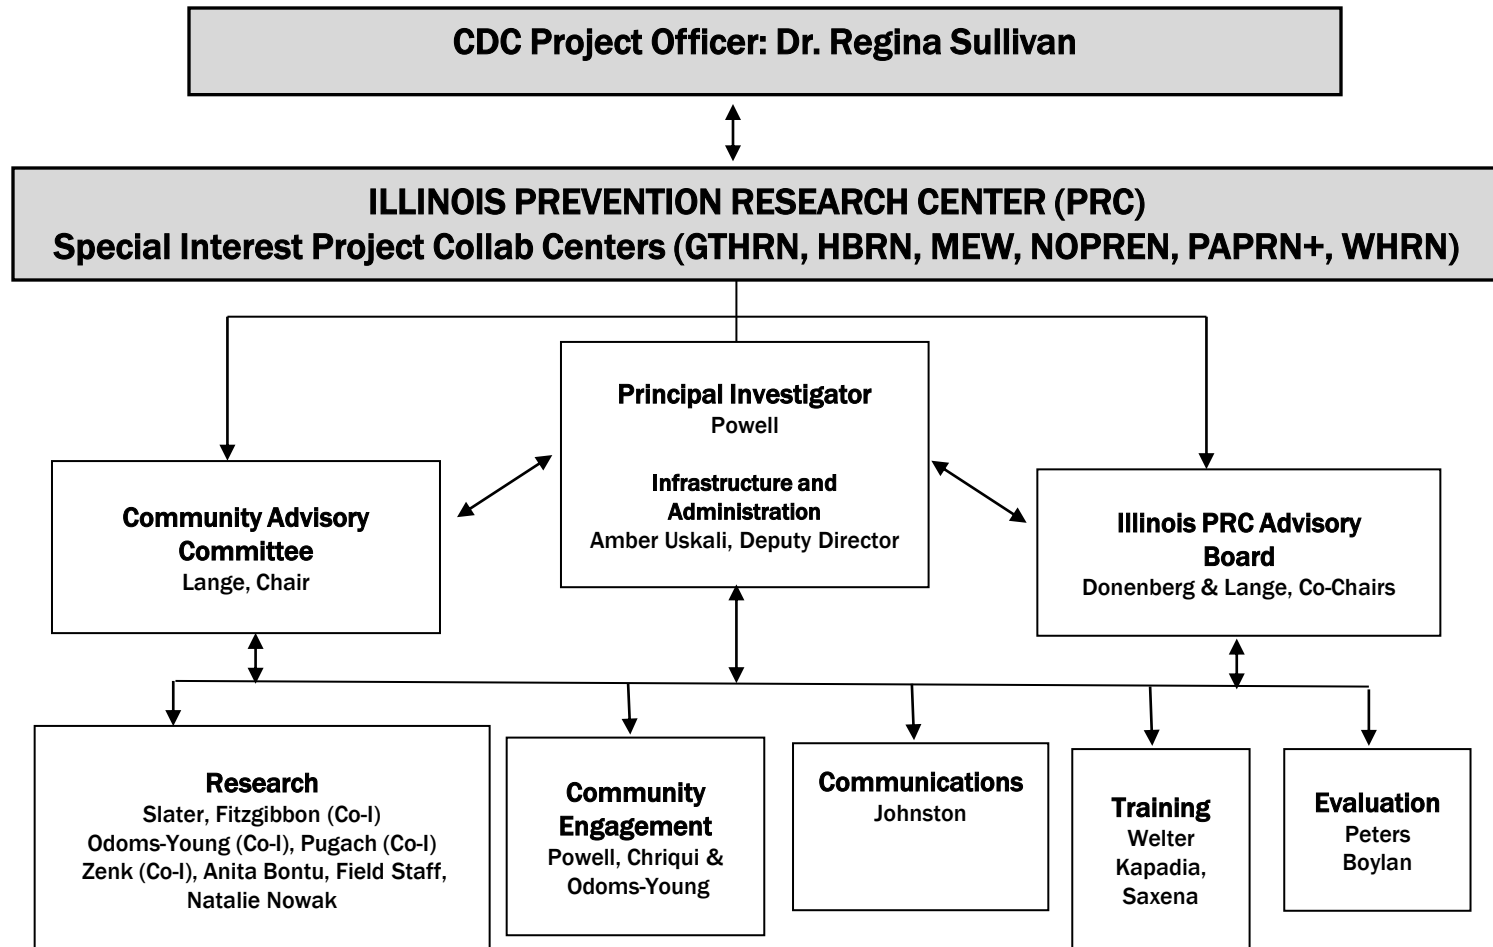 CDC Project Officer: Dr. Regina Sullivan
ILLINOIS PREVENTION RESEARCH CENTER (PRC)
Special Interest Project Collab Centers (GTHRN, HBRN, MEW, NOPREN, PAPRN+, WHRN)
Principal Investigator
Powell
Infrastructure and
Administration
Amber Uskali, Deputy Director
Community Advisory
Committee
Lange, Chair
Illinois PRC Advisory
Board
Donenberg & Lange, Co-Chairs
Research
Slater, Fitzgibbon (Co-I)
Odoms-Young (Co-I), Pugach (Co-I)
Zenk (Co-I), Anita Bontu, Field Staff,
Natalie Nowak
Community
Engagement
Powell, Chriqui &
Odoms-Young
Communications
Johnston
Training
Welter
Kapadia,
Saxena
Evaluation
Peters
Boylan